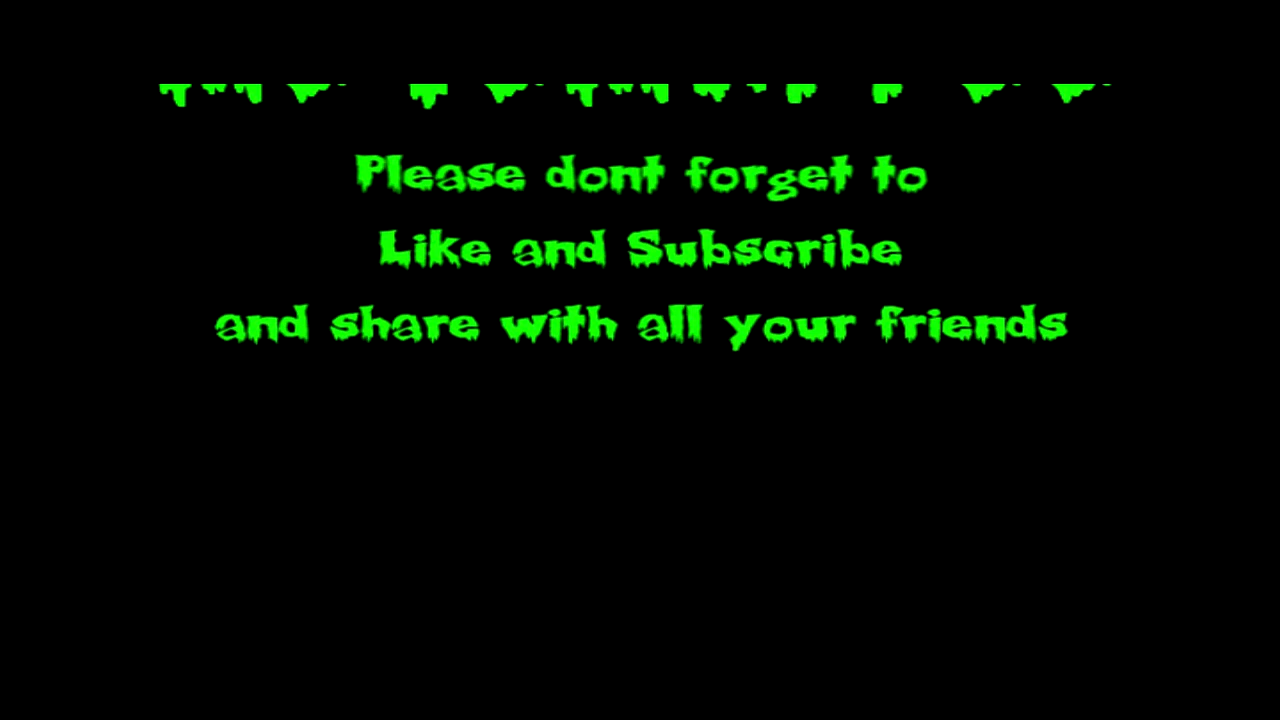 Please dont forget to
Like and Subscribe
and share with all your friends